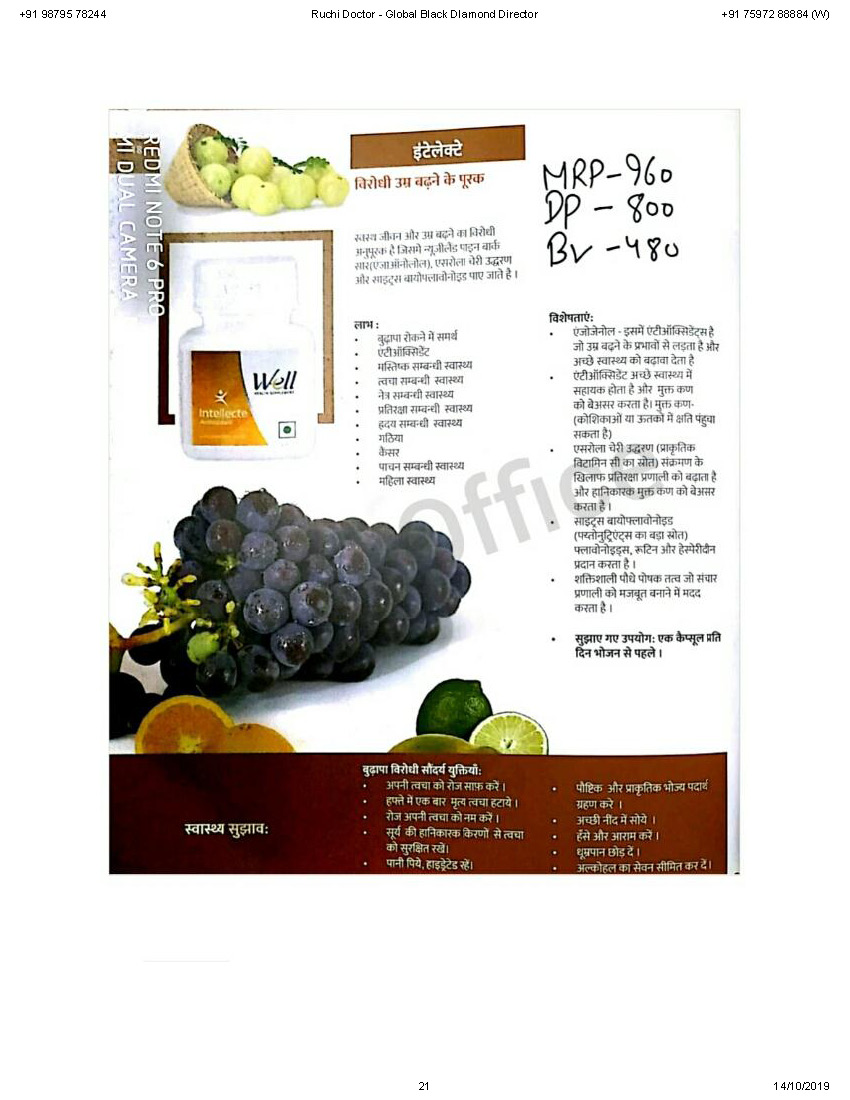 +91 98795 78244
Ruchi Doctor - Global Black DIamond Director
+91 75972 88884 (W)
REDMI NOTE 6 PRO
MI DUAL CAMERA
इंटेलेक्टे
विरोधी उम्र बढ़ने के पूरक
MRP-960
DP - 800
BV -480
स्वस्थ जीवन और उम्र बढ़ने का विरोधी
अनुपूरक है जिसमे न्यूज़ीलैंड पाइन बार्क
एसरोला चेरी उद्धरण
और साइट्रस बायोफ्लावोनोइड पाए जाते है ।
लाभ :
• बुढ़ापा रोकने में समर्थ
• एंटीऑक्सिडेंट
• मस्तिष्क सम्बन्धी स्वास्थ्य
• त्वचा सम्बन्धी स्वास्थ्य
• नेत्र सम्बन्धी स्वास्थ्य
• प्रतिरक्षा सम्बन्धी स्वास्थ्य
• हृदय सम्बन्धी स्वास्थ्य
• गठिया
• कैंसर
• पाचन सम्बन्धी स्वास्थ्य
• महिला स्वास्थ्य
Well
HEALTH SUPPLEMENT
Intellecte
Antioxidant
Office
विशेषताएं:
• एंजोजेनोल - इसमें एंटीऑक्सिडेंट्स है
जो उम्र बढ़ने के प्रभावों से लड़ता है और
अच्छे स्वास्थ्य को बढ़ावा देता है
• एंटीऑक्सिडेंट अच्छे स्वास्थ्य में
सहायक होता है और मुक्त कण
को बेअसर करता है। मुक्त कण-
(कोशिकाओं या ऊतकों में क्षति पहुंचा
सकता है)
• एसरोला चेरी उद्धरण (प्राकृतिक
विटामिन सी का स्रोत) संक्रमण के
खिलाफ प्रतिरक्षा प्रणाली को बढ़ाता है
और हानिकारक मुक्त कण को बेअसर
करता है ।
• साइट्रस बायोफ्लावोनोइड
(फ्य्तोनुट्रिएंट्स का बड़ा स्रोत)
फ्लावोनोइड्स, रूटिन और हेस्पेरीदीन
प्रदान करता है ।
• शक्तिशाली पौधे पोषक तत्व जो संचार
प्रणाली को मजबूत बनाने में मदद
करता है ।
• सुझाए गए उपयोग: एक कैप्सूल प्रति
दिन भोजन से पहले ।
स्वास्थ्य सुझाव:
बुढ़ापा विरोधी सौंदर्य युक्तियाँ:
• अपनी त्वचा को रोज साफ़ करें ।
• हफ्ते में एक बार मृत्य त्वचा हटाये ।
• रोज अपनी त्वचा को नम करें ।
• सूर्य की हानिकारक किरणों से त्वचा
को सुरक्षित रखें।
• पानी पिये, हाइड्रेटेड रहें।
• पौष्टिक और प्राकृतिक भोज्य पदार्थ
ग्रहण करे ।
• अच्छी नींद में सोये ।
• हँसे और आराम करें ।
• धूम्रपान छोड़ दें ।
• अल्कोहल का सेवन सीमित कर दें।
21
14/10/2019